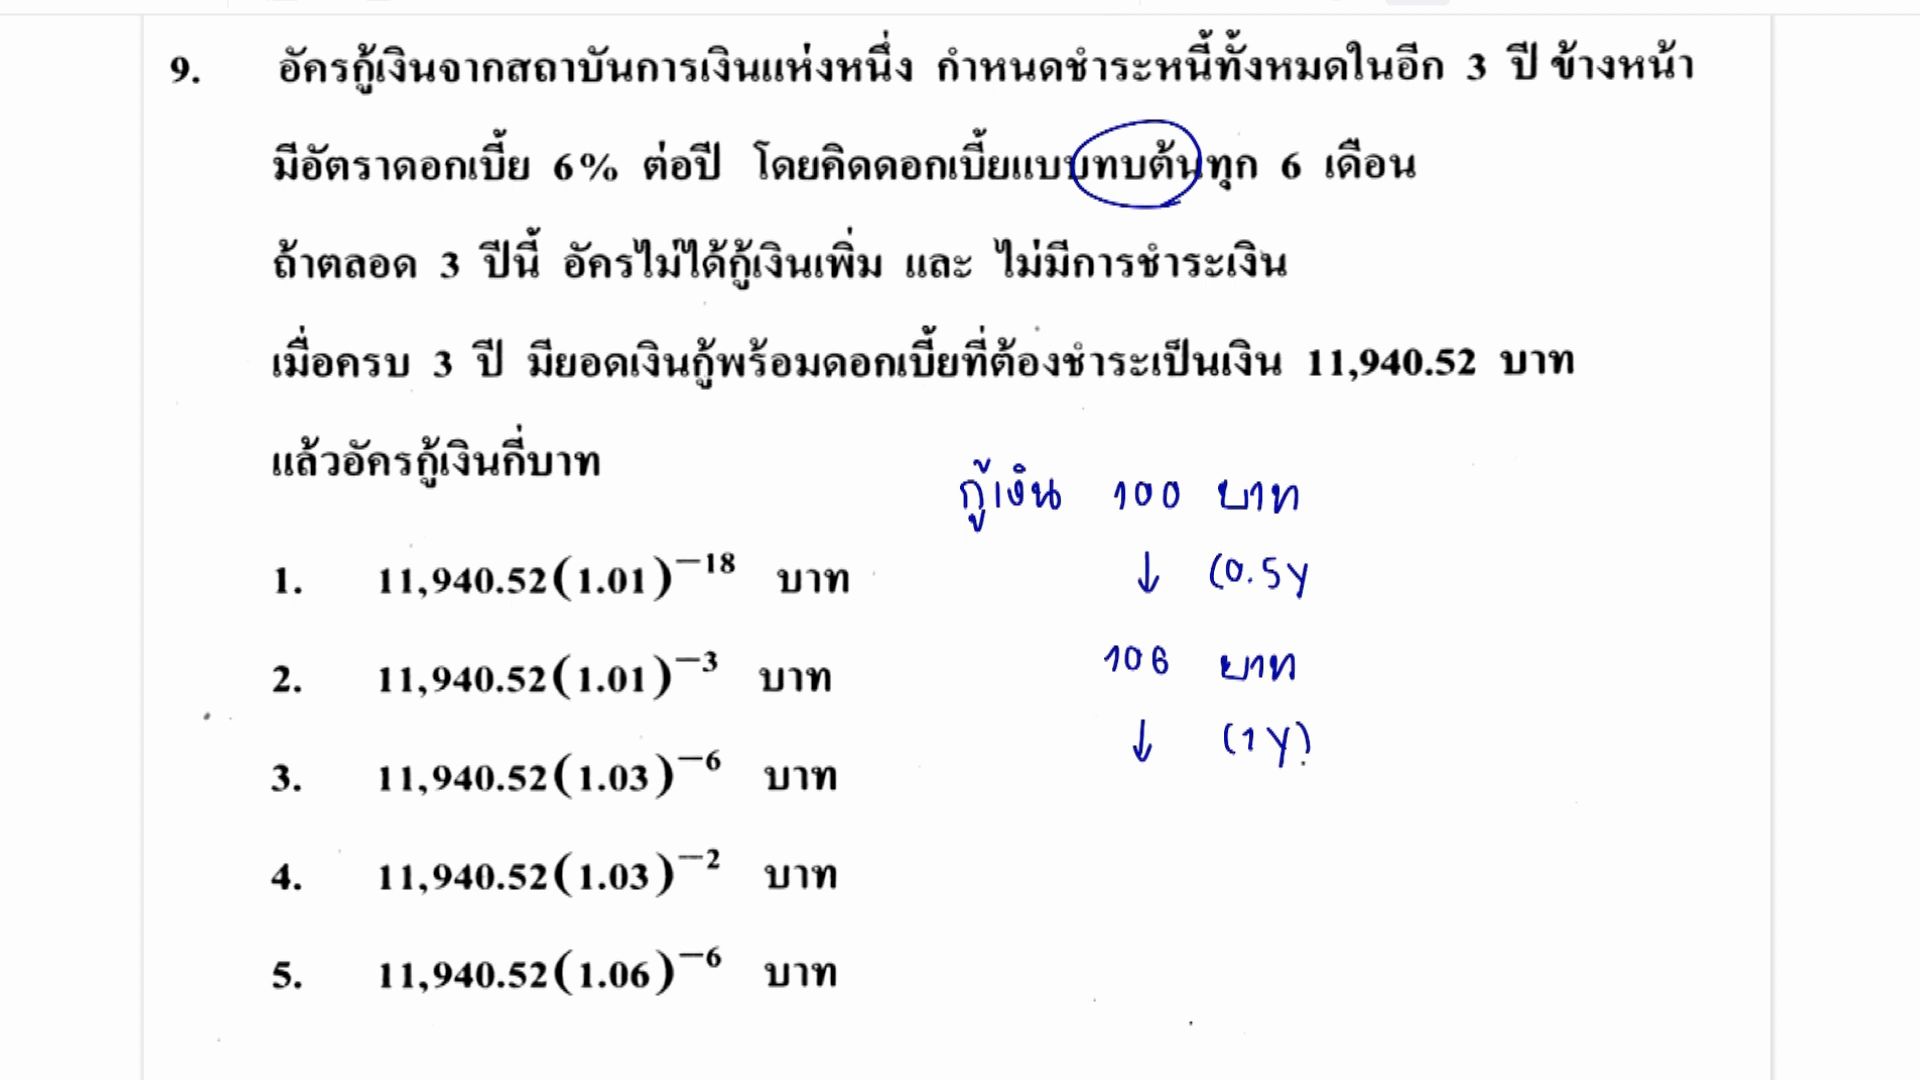 9. อัครกู้เงินจากสถาบันการเงินแห่งหนึ่ง กำหนดชำระหนี้ทั้งหมดในอีก 3 ปี ข้างหน้า
มีอัตราดอกเบี้ย 6% ต่อปี โดยคิดดอกเบี้ยแบบทบต้นทุก 6 เดือน
ถ้าตลอด 3 ปีนี้ อัครไม่ได้กู้เงินเพิ่ม และ ไม่มีการชำระเงิน
เมื่อครบ 3 ปี มียอดเงินกู้พร้อมดอกเบี้ยที่ต้องชำระเป็นเงิน 11,940.52 บาท
แล้วอัครกู้เงินกี่บาท
กู้เงิน 100 บาท
↓ (0.5y
106 บาท
↓ (1y)
1. 11,940.52(1.01)⁻¹⁸ บาท
2. 11,940.52(1.01)⁻³ บาท
3. 11,940.52(1.03)⁻⁶ บาท
4. 11,940.52(1.03)⁻² บาท
5. 11,940.52(1.06)⁻⁶ บาท